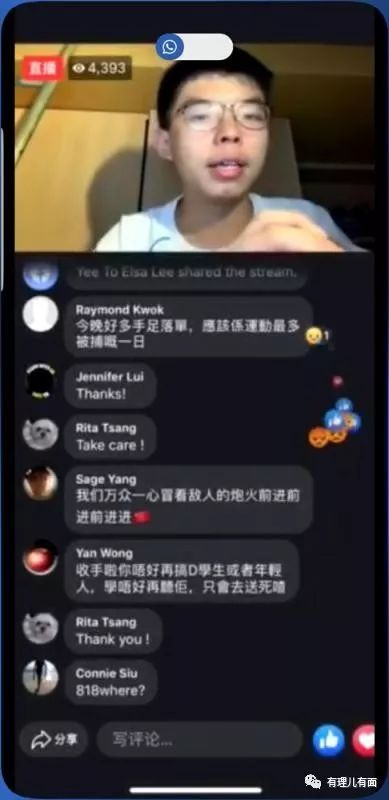 直播
4,393
Yee To Elsa Lee shared the stream.
Raymond Kwok
今晚好多手足落單，應該係運動最多
被捕嘅一日
1
Jennifer Lui
Thanks!
Rita Tsang
Take care !
Sage Yang
我们万众一心冒着敌人的炮火前进前
进前进进
Yan Wong
收手啦你唔好再搞D學生或者年輕
人，學唔好再聽佢，只會去送死喳
Rita Tsang
Thank you !
Connie Siu
818where?
分享
写评论...
有理儿有面